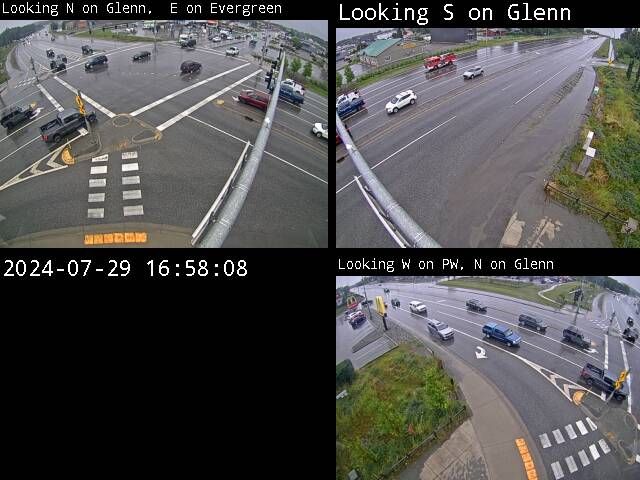 Looking N on Glenn,  E on Evergreen
Looking S on Glenn
2024-07-29 16:58:08
Looking W on PW, N on Glenn